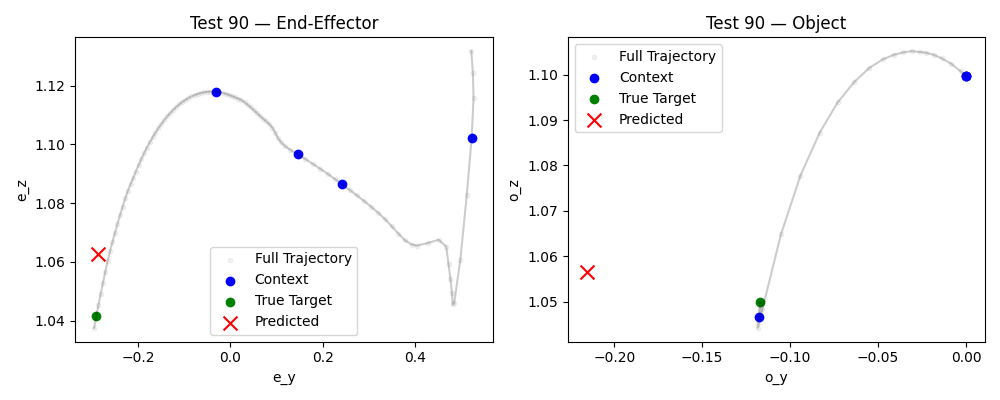 Test 90 — End-Effector
1.12
1.10
1.08
1.06
1.04
e_z
−0.2
0.0
0.2
0.4
e_y
Full Trajectory
Context
True Target
Predicted
Test 90 — Object
1.10
1.09
1.08
1.07
1.06
1.05
o_z
−0.20
−0.15
−0.10
−0.05
0.00
o_y
Full Trajectory
Context
True Target
Predicted